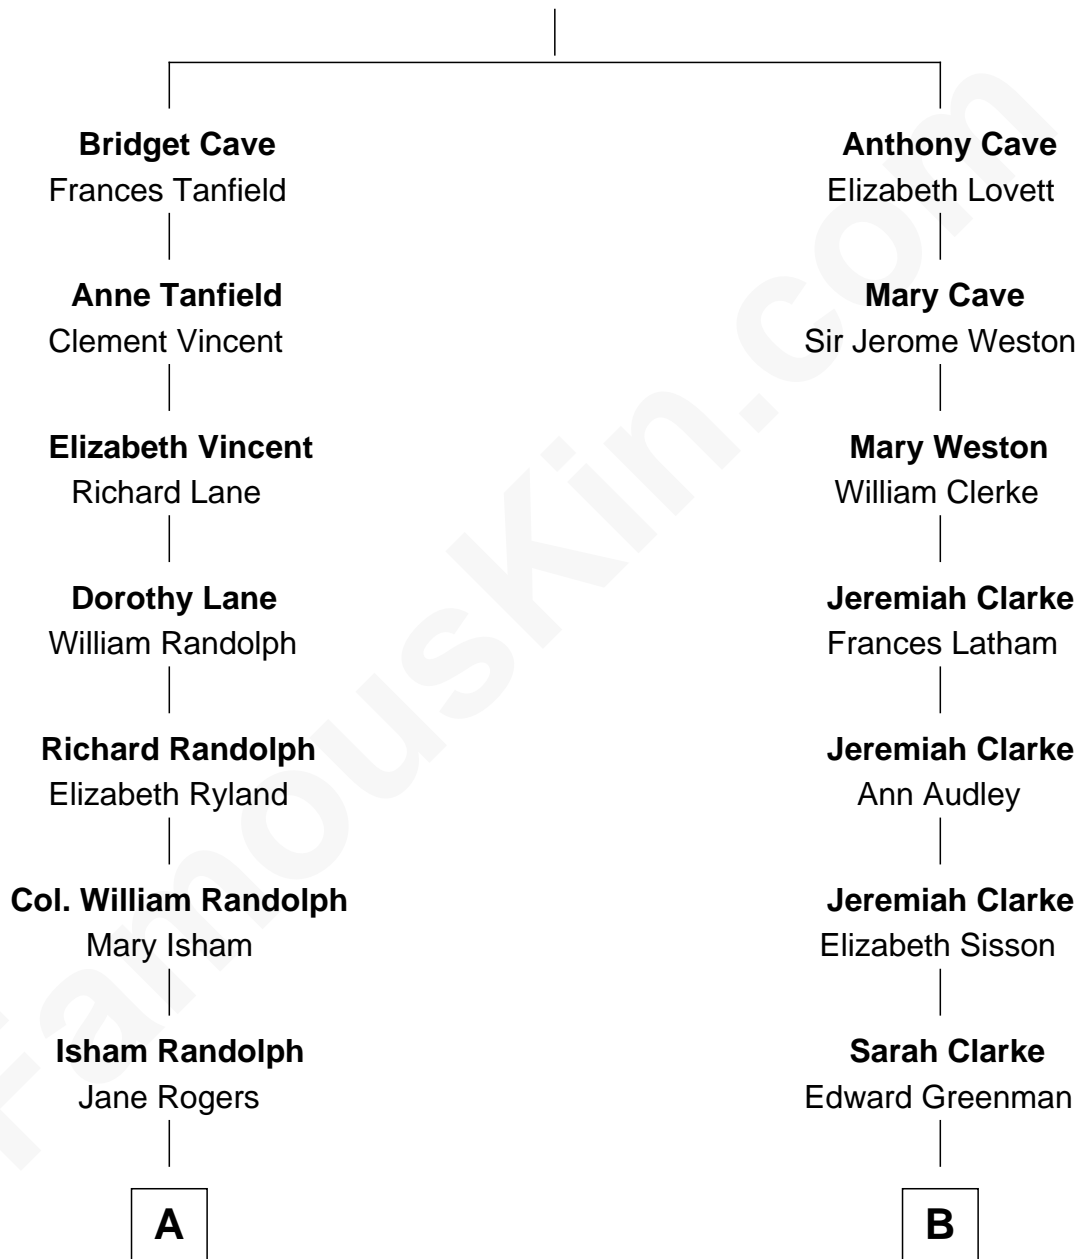 Bridget Cave
Frances Tanfield
Anne Tanfield
Clement Vincent
Elizabeth Vincent
Richard Lane
Dorothy Lane
William Randolph
Richard Randolph
Elizabeth Ryland
Col. William Randolph
Mary Isham
Isham Randolph
Jane Rogers
A
Anthony Cave
Elizabeth Lovett
Mary Cave
Sir Jerome Weston
Mary Weston
William Clerke
Jeremiah Clarke
Frances Latham
Jeremiah Clarke
Ann Audley
Jeremiah Clarke
Elizabeth Sisson
Sarah Clarke
Edward Greenman
B
FamousKin.com